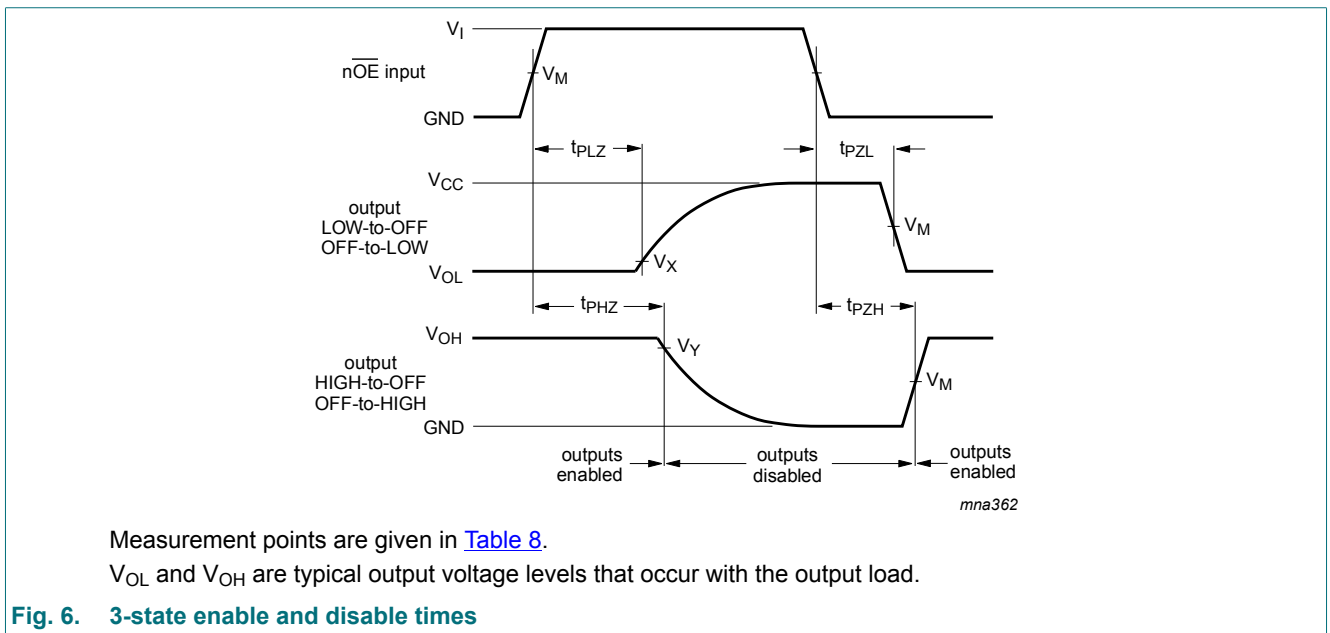 V_I
nO̅E̅ input
V_M
GND
t_PLZ
t_PZL
V_CC
output
LOW-to-OFF
OFF-to-LOW
V_M
V_X
V_OL
t_PHZ
t_PZH
V_OH
V_Y
output
HIGH-to-OFF
OFF-to-HIGH
V_M
GND
outputs
enabled
outputs
disabled
outputs
enabled
mna362
Measurement points are given in Table 8.
V_OL and V_OH are typical output voltage levels that occur with the output load.
Fig. 6. 3-state enable and disable times